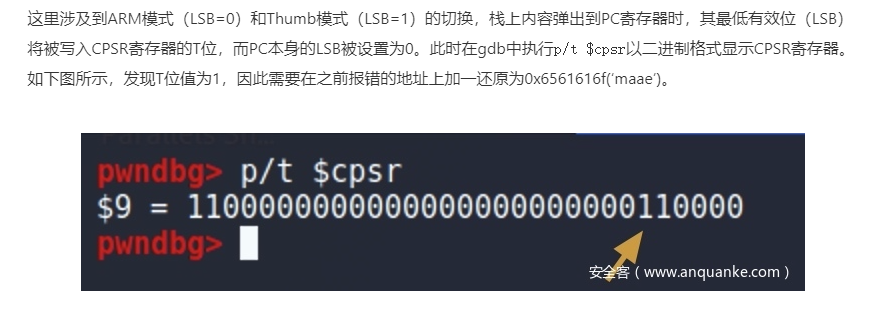 这里涉及到ARM模式（LSB=0）和Thumb模式（LSB=1）的切换，栈上内容弹出到PC寄存器时，其最低有效位（LSB）
将被写入CPSR寄存器的T位，而PC本身的LSB被设置为0。此时在gdb中执行p/t $cpsr以二进制格式显示CPSR寄存器。
如下图所示，发现T位值为1，因此需要在之前报错的地址上加一还原为0x6561616f(‘maae’)。
pwndbg> p/t $cpsr
$9 = 11000000000000000000000000110000
pwndbg>
安全客（www.anquanke.com）